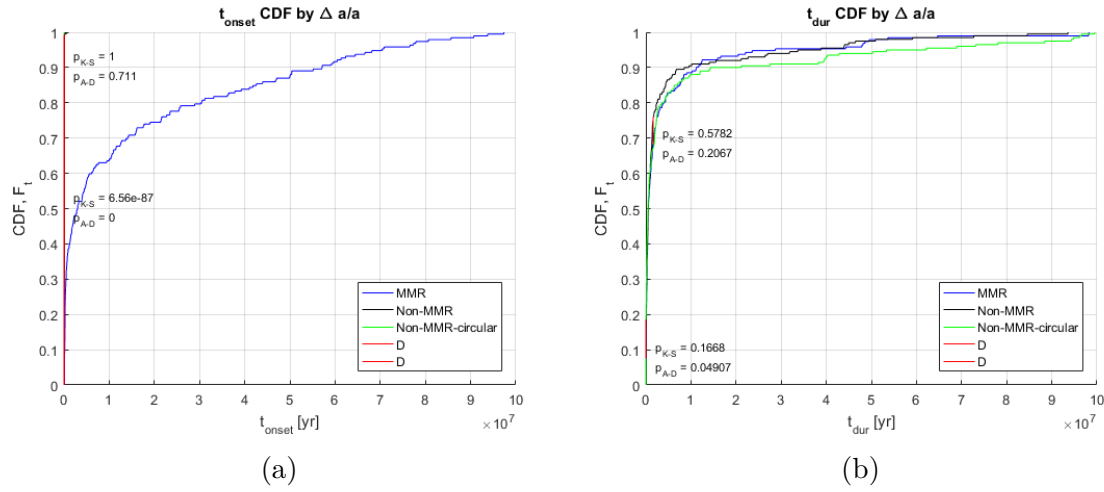 t_onset CDF by Δ a/a
CDF, F_t
1
0.9
0.8
0.7
0.6
0.5
0.4
0.3
0.2
0.1
0
p_K-S = 1
p_A-D = 0.711
p_K-S = 6.56e-87
p_A-D = 0
MMR
Non-MMR
Non-MMR-circular
D
D
0 1 2 3 4 5 6 7 8 9 10
t_onset [yr]
×10^7
(a)
t_dur CDF by Δ a/a
CDF, F_t
1
0.9
0.8
0.7
0.6
0.5
0.4
0.3
0.2
0.1
0
p_K-S = 0.5782
p_A-D = 0.2067
p_K-S = 0.1668
p_A-D = 0.04907
MMR
Non-MMR
Non-MMR-circular
D
D
0 1 2 3 4 5 6 7 8 9 10
t_dur [yr]
×10^7
(b)